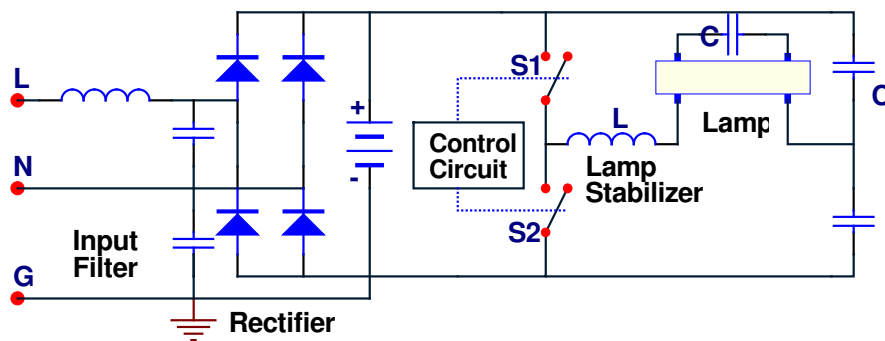 L
N
G
Input
Filter
Rectifier
+
-
Control
Circuit
S1
S2
L
Lamp
Stabilizer
C
Lamp
C